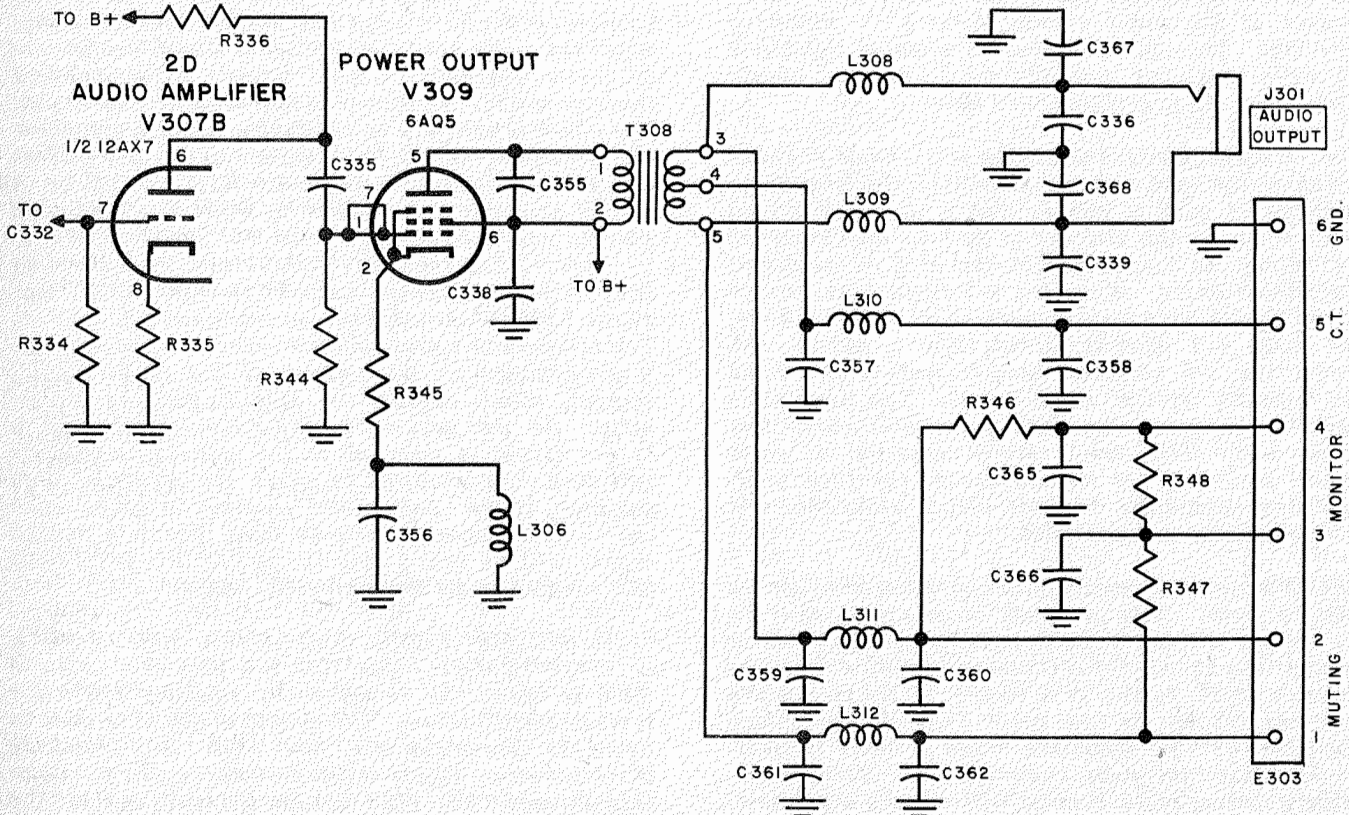 TO B+
R336
2D
AUDIO AMPLIFIER
V307B
1/2 12AX7
6
7
8
TO
C332
R334
R335
POWER OUTPUT
V309
6AQ5
C335
5
7
1
2
6
R344
R345
C355
C338
C356
L306
T308
1
2
TO B+
3
4
5
L308
L309
L310
C357
C367
C336
C368
C339
C358
J301
AUDIO
OUTPUT
R346
C365
R348
C366
R347
L311
C359
C360
L312
C361
C362
6
GND.
5
C.T.
4
MONITOR
3
2
MUTING
1
E303